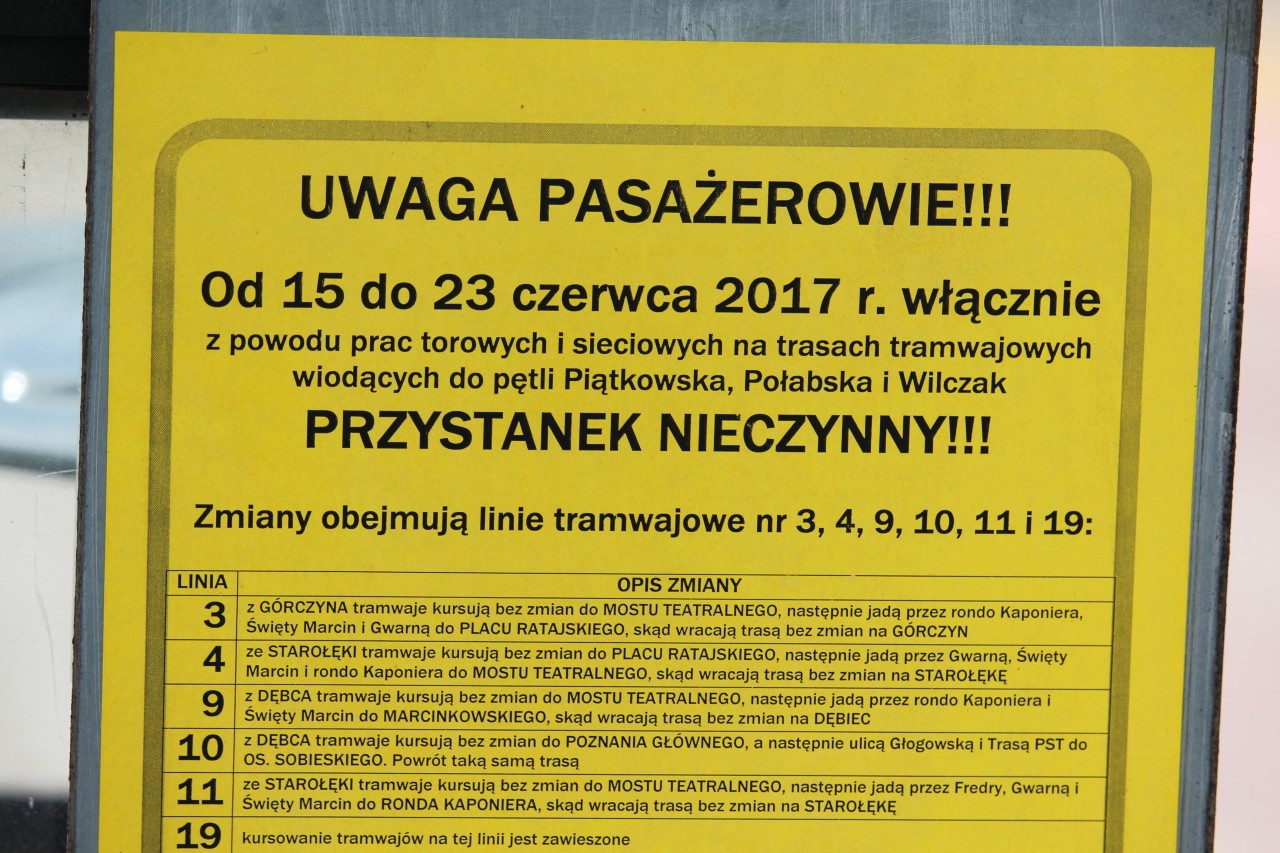 UWAGA PASAŻEROWIE!!!
Od 15 do 23 czerwca 2017 r. włącznie
z powodu prac torowych i sieciowych na trasach tramwajowych
wiodących do pętli Piątkowska, Połabska i Wilczak
PRZYSTANEK NIECZYNNY!!!
Zmiany obejmują linie tramwajowe nr 3, 4, 9, 10, 11 i 19:
LINIA OPIS ZMIANY
3 z GÓRCZYNA tramwaje kursują bez zmian do MOSTU TEATRALNEGO, następnie jadą przez rondo Kaponiera,
Święty Marcin i Gwarną do PLACU RATAJSKIEGO, skąd wracają trasą bez zmian na GÓRCZYN
4 ze STAROŁĘKI tramwaje kursują bez zmian do PLACU RATAJSKIEGO, następnie jadą przez Gwarną, Święty
Marcin i rondo Kaponiera do MOSTU TEATRALNEGO, skąd wracają trasą bez zmian na STAROŁĘKĘ
9 z DĘBCA tramwaje kursują bez zmian do MOSTU TEATRALNEGO, następnie jadą przez rondo Kaponiera i
Święty Marcin do MARCINKOWSKIEGO, skąd wracają trasą bez zmian na DĘBIEC
10 z DĘBCA tramwaje kursują bez zmian do POZNANIA GŁÓWNEGO, a następnie ulicą Głogowską i Trasą PST do
OS. SOBIESKIEGO. Powrót taką samą trasą
11 ze STAROŁĘKI tramwaje kursują bez zmian do MOSTU TEATRALNEGO, następnie jadą przez Fredry, Gwarną i
Święty Marcin do RONDA KAPONIERA, skąd wracają trasą bez zmian na STAROŁĘKĘ
19 kursowanie tramwajów na tej linii jest zawieszone